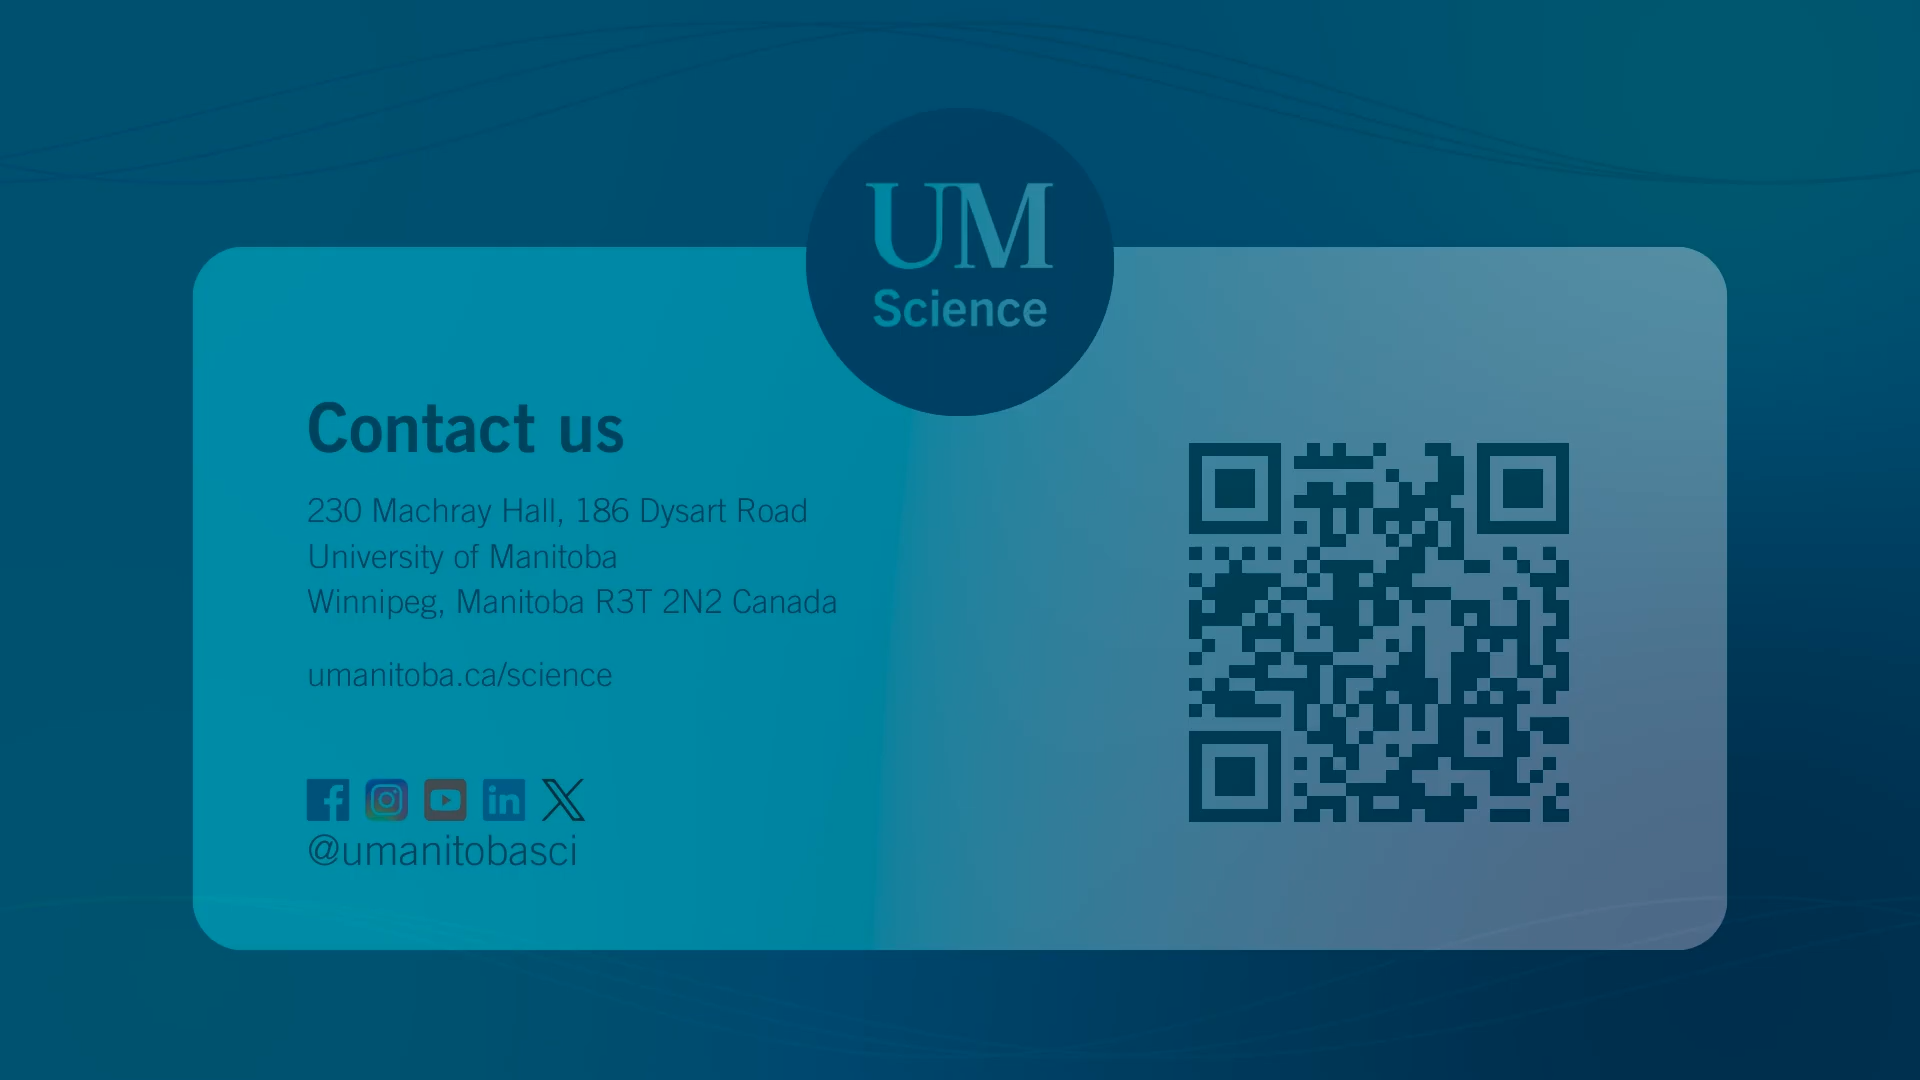 UM
Science
Contact us
230 Machray Hall, 186 Dysart Road
University of Manitoba
Winnipeg, Manitoba R3T 2N2 Canada
umanitoba.ca/science
@umanitobasci